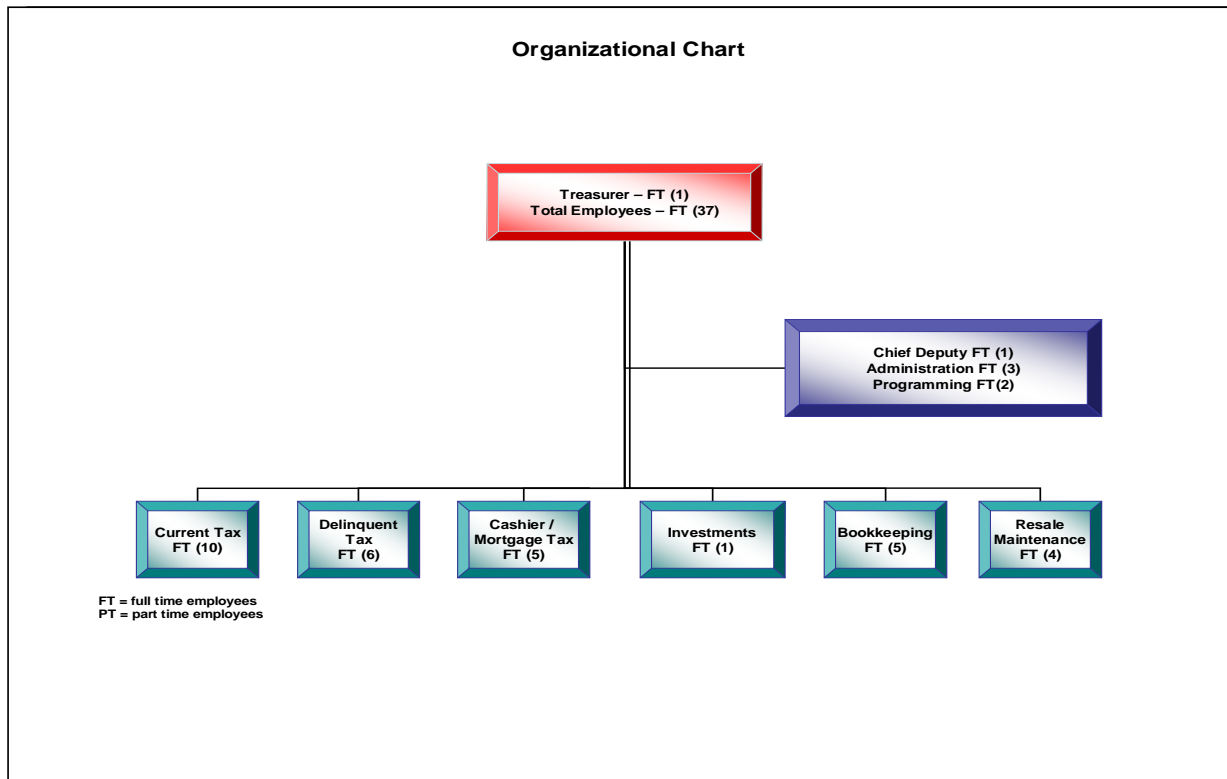 Organizational Chart
Treasurer – FT (1)
Total Employees – FT (37)
Chief Deputy FT (1)
Administration FT (3)
Programming FT(2)
Current Tax
FT (10)
Delinquent
Tax
FT (6)
Cashier /
Mortgage Tax
FT (5)
Investments
FT (1)
Bookkeeping
FT (5)
Resale
Maintenance
FT (4)
FT = full time employees
PT = part time employees